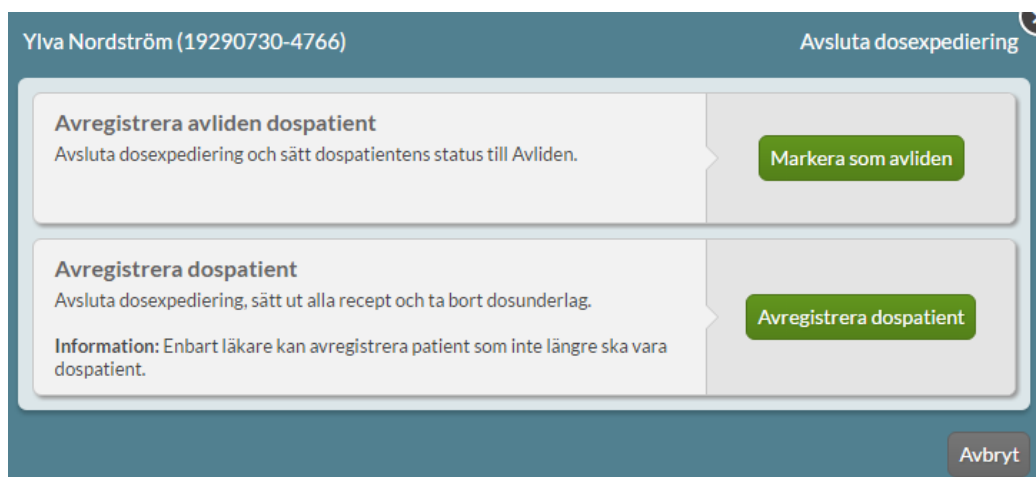 Ylva Nordström (19290730-4766)
Avsluta dosexpediering
Avregistrera avliden dospatient
Avsluta dosexpediering och sätt dospatientens status till Avliden.
Markera som avliden
Avregistrera dospatient
Avsluta dosexpediering, sätt ut alla recept och ta bort dosunderlag.
Information: Enbart läkare kan avregistrera patient som inte längre ska vara
dospatient.
Avregistrera dospatient
Avbryt